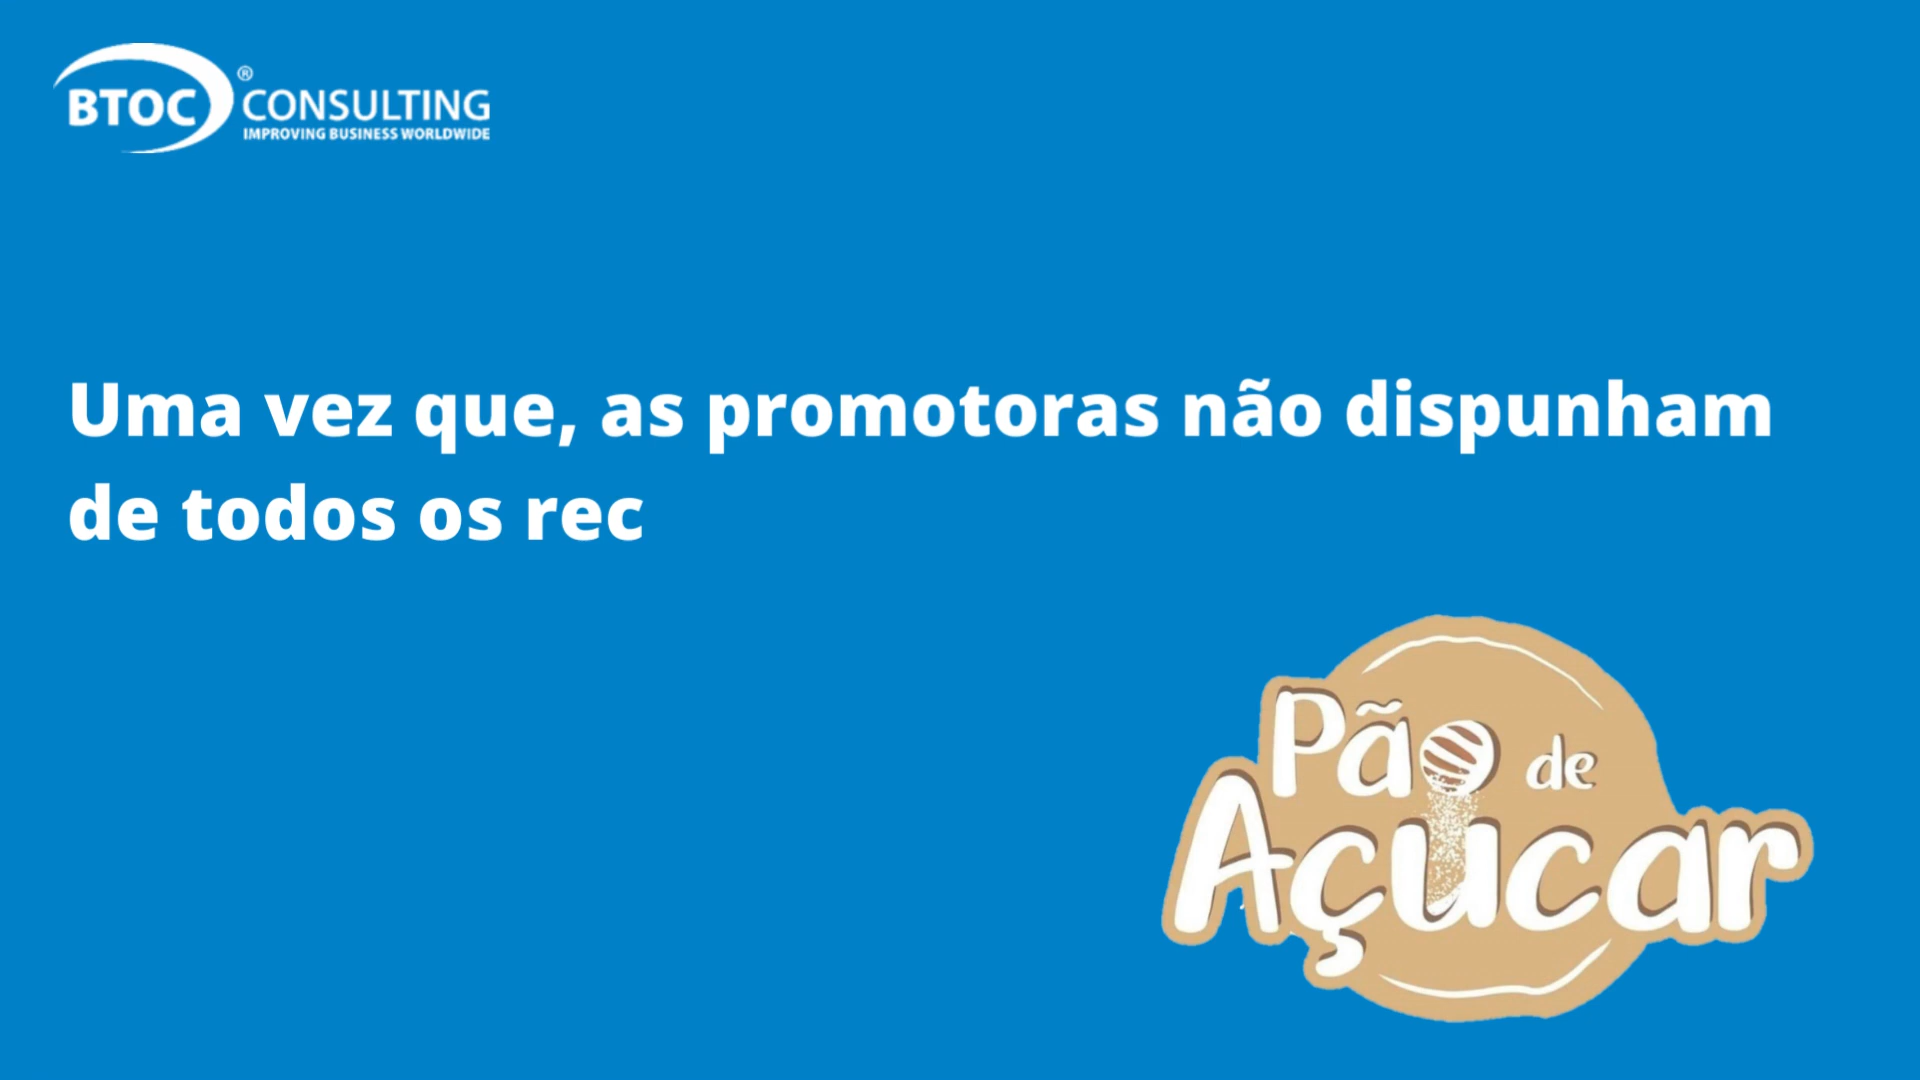 BTOC ® CONSULTING
IMPROVING BUSINESS WORLDWIDE
Uma vez que, as promotoras não dispunham
de todos os rec
Pão de
Açucar